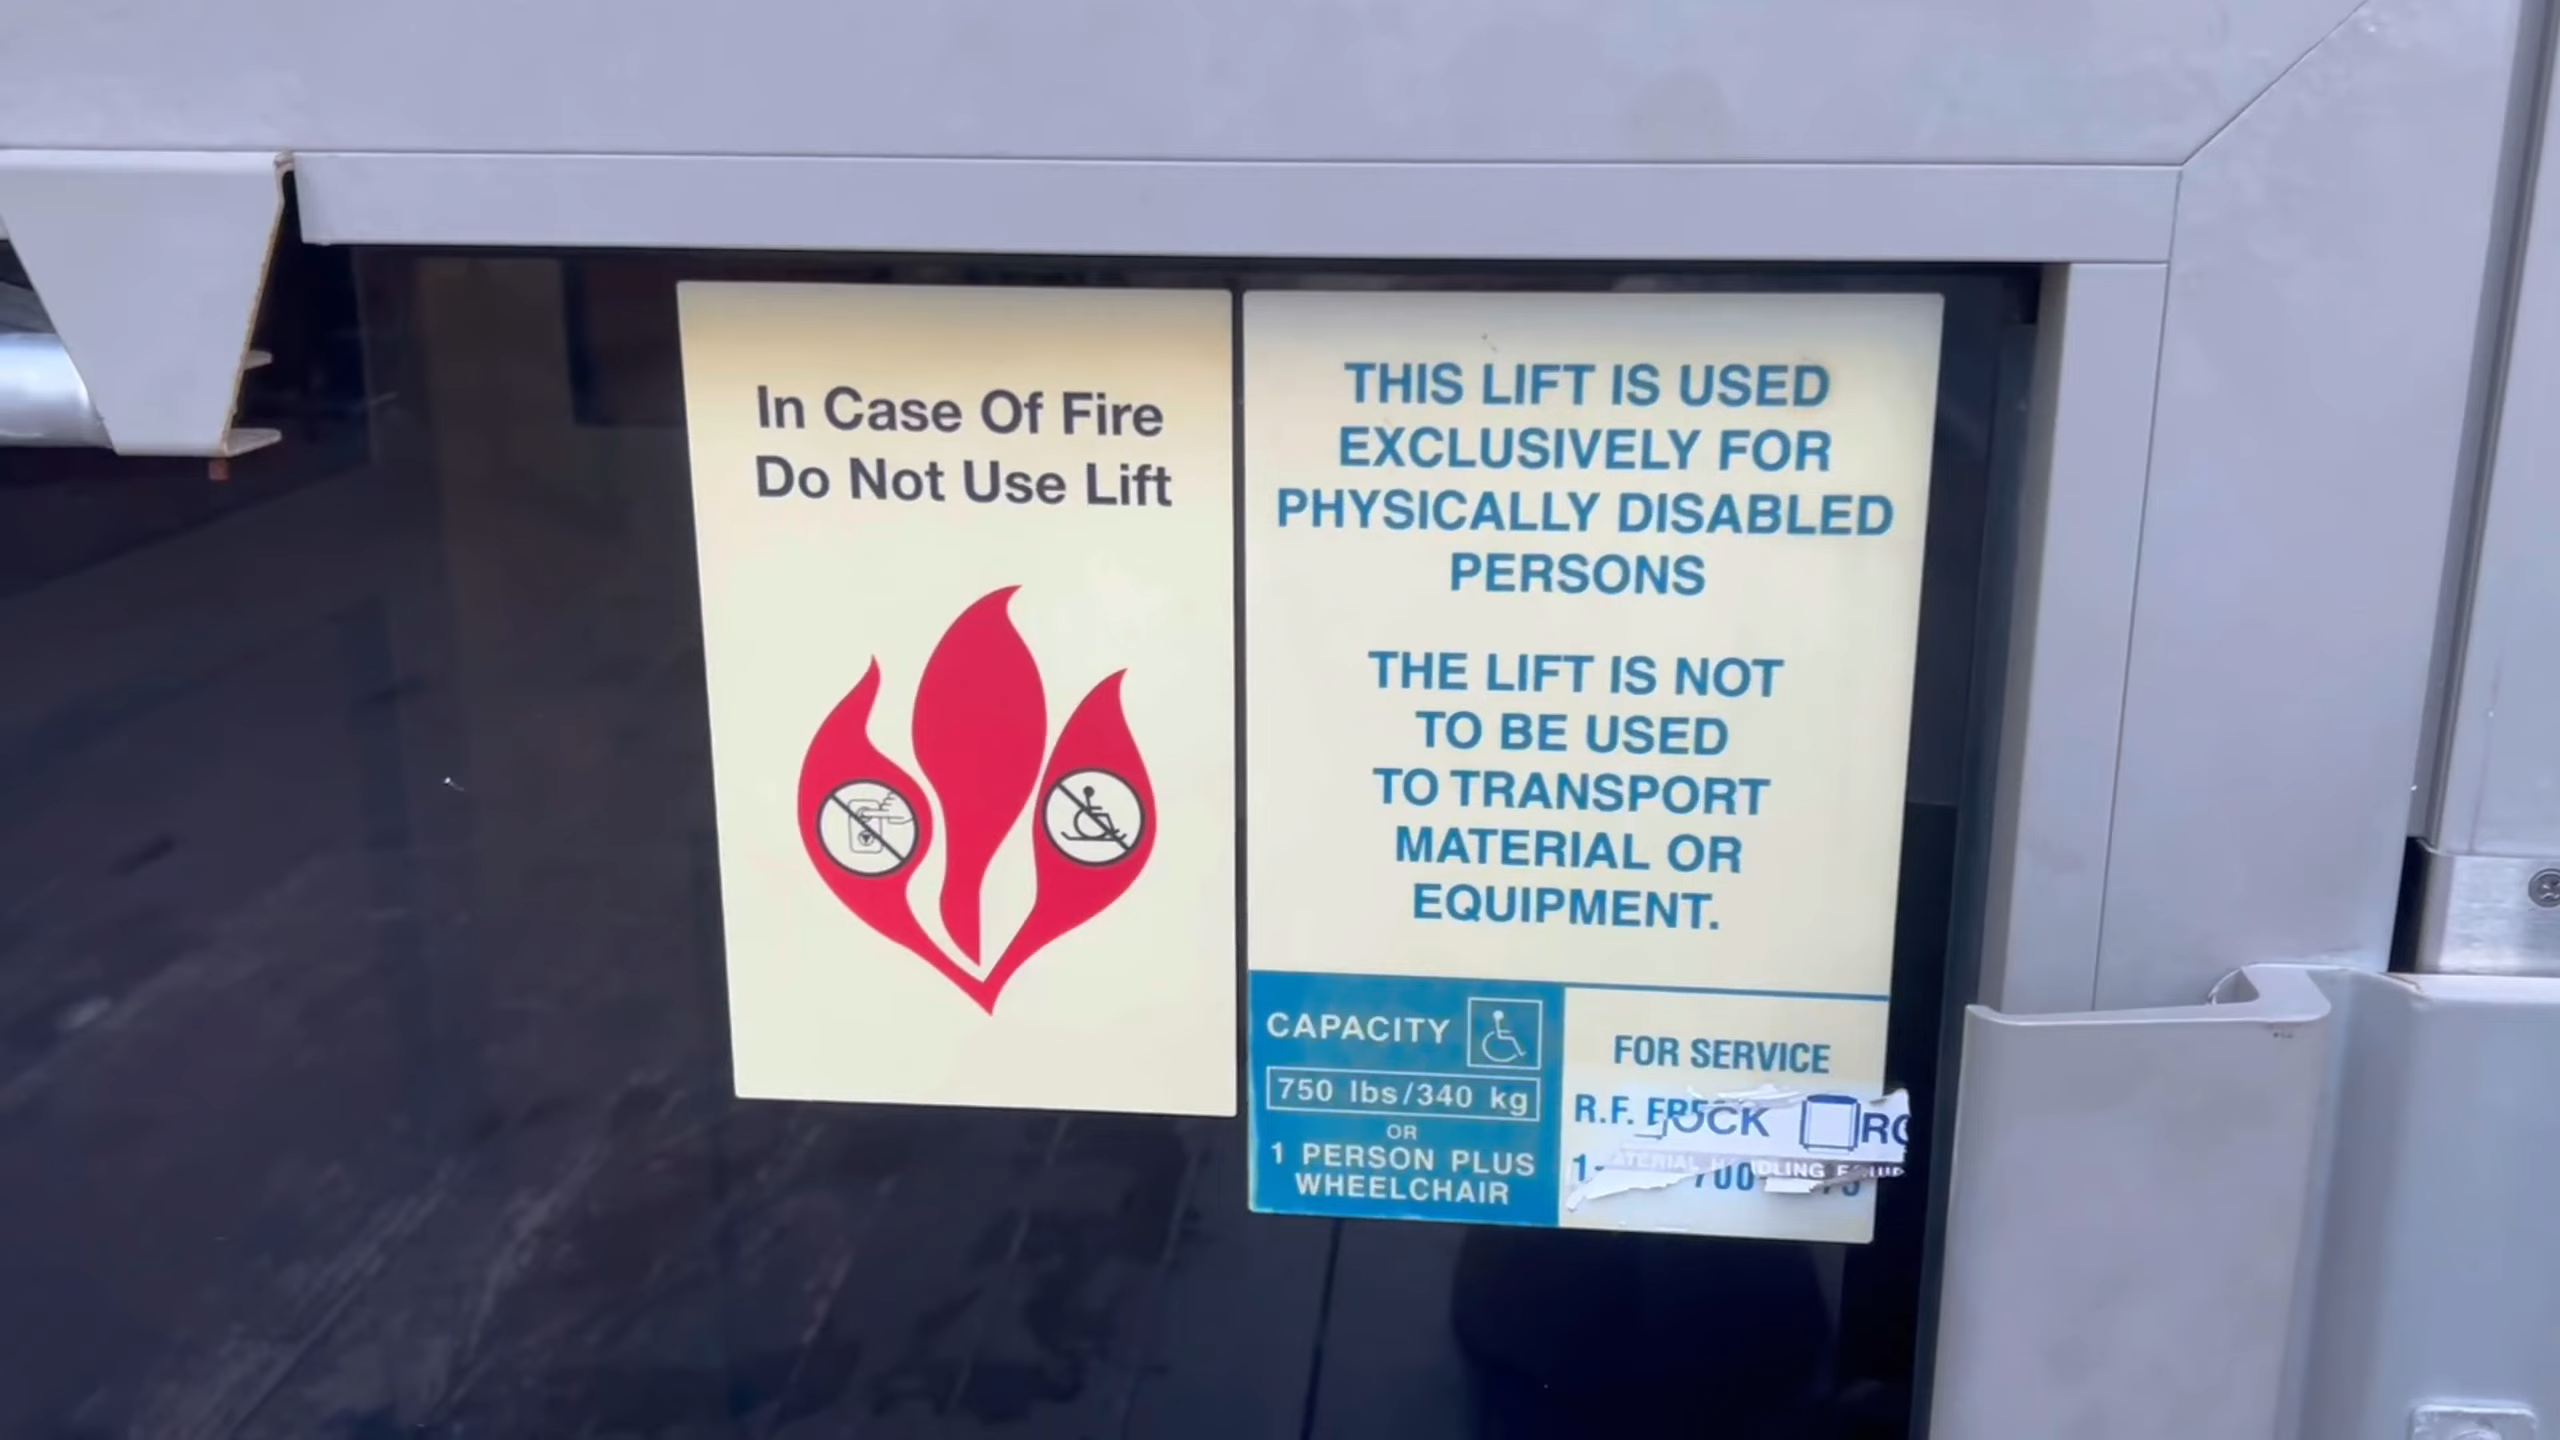 In Case Of Fire
Do Not Use Lift
THIS LIFT IS USED
EXCLUSIVELY FOR
PHYSICALLY DISABLED
PERSONS
THE LIFT IS NOT
TO BE USED
TO TRANSPORT
MATERIAL OR
EQUIPMENT.
CAPACITY
750 lbs/340 kg
OR
1 PERSON PLUS
WHEELCHAIR
FOR SERVICE
R.F.